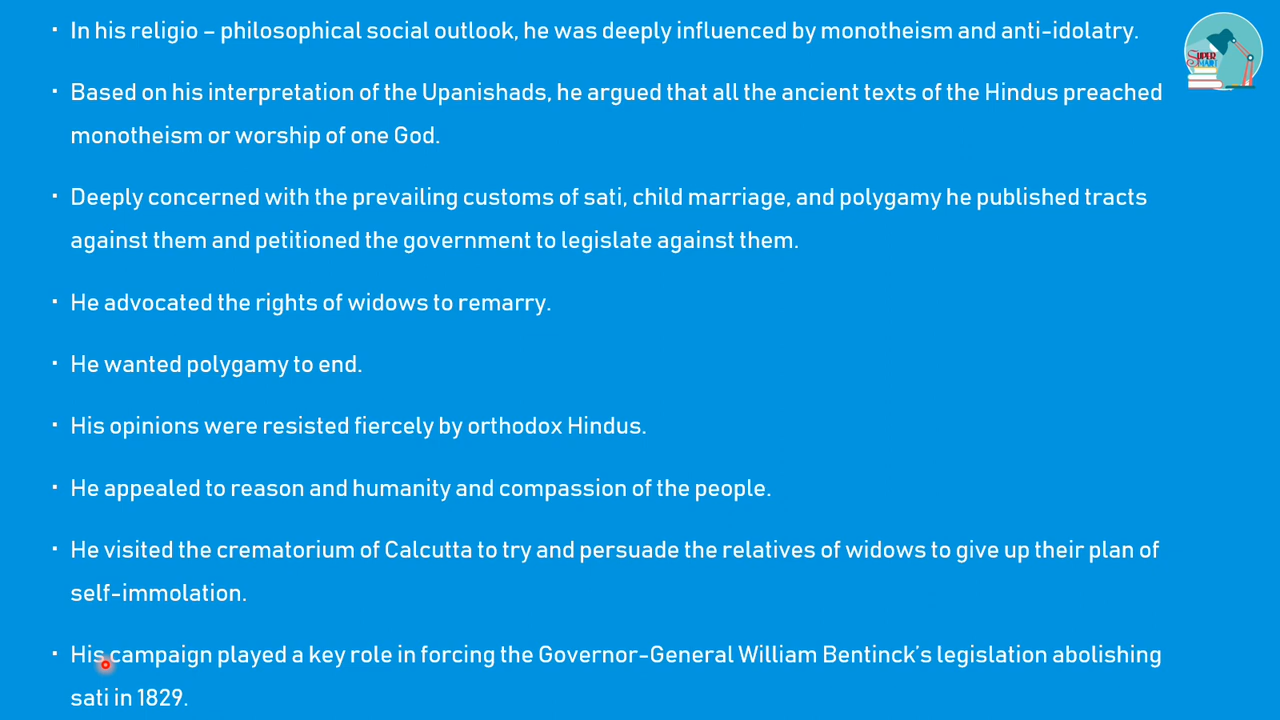 · In his religio – philosophical social outlook, he was deeply influenced by monotheism and anti-idolatry.
· Based on his interpretation of the Upanishads, he argued that all the ancient texts of the Hindus preached
monotheism or worship of one God.
· Deeply concerned with the prevailing customs of sati, child marriage, and polygamy he published tracts
against them and petitioned the government to legislate against them.
· He advocated the rights of widows to remarry.
· He wanted polygamy to end.
· His opinions were resisted fiercely by orthodox Hindus.
· He appealed to reason and humanity and compassion of the people.
· He visited the crematorium of Calcutta to try and persuade the relatives of widows to give up their plan of
self-immolation.
· His campaign played a key role in forcing the Governor-General William Bentinck's legislation abolishing
sati in 1829.
SUPER